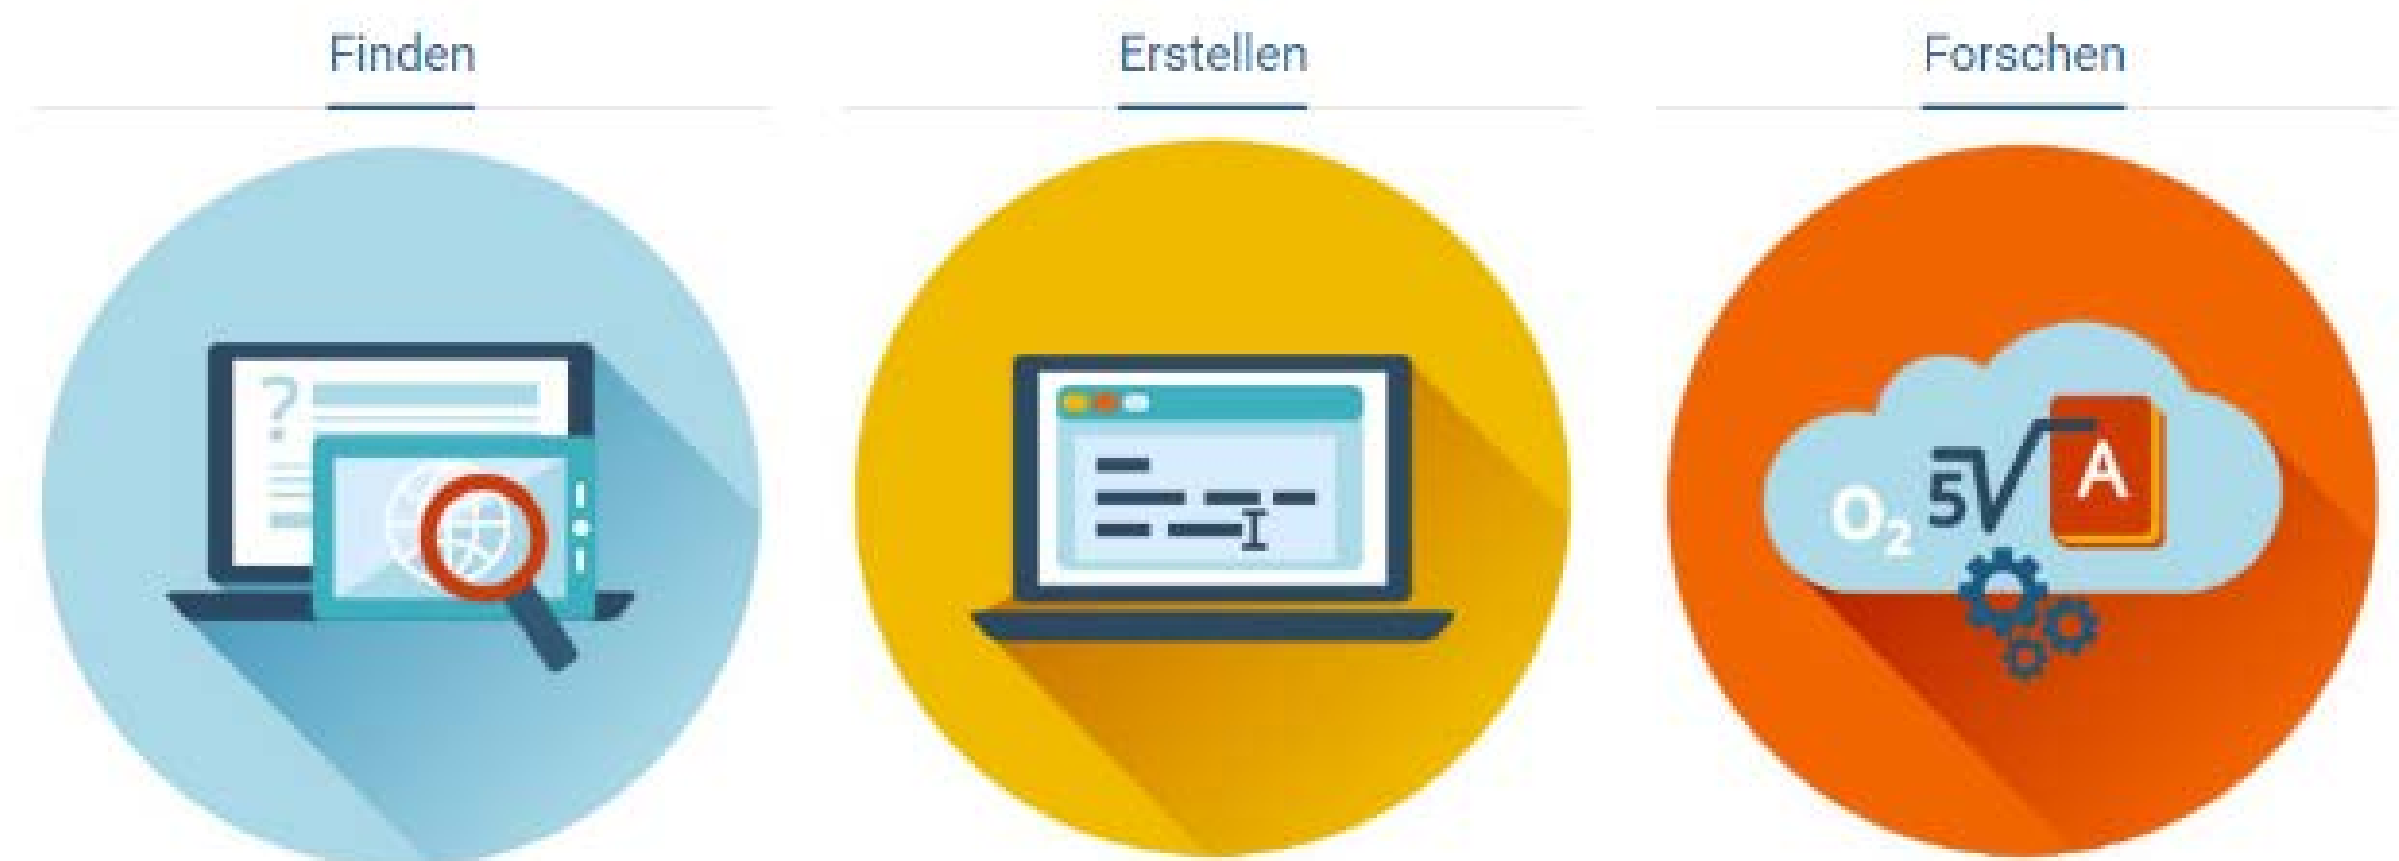 Finden
Erstellen
Forschen
?
O₂
5√
A